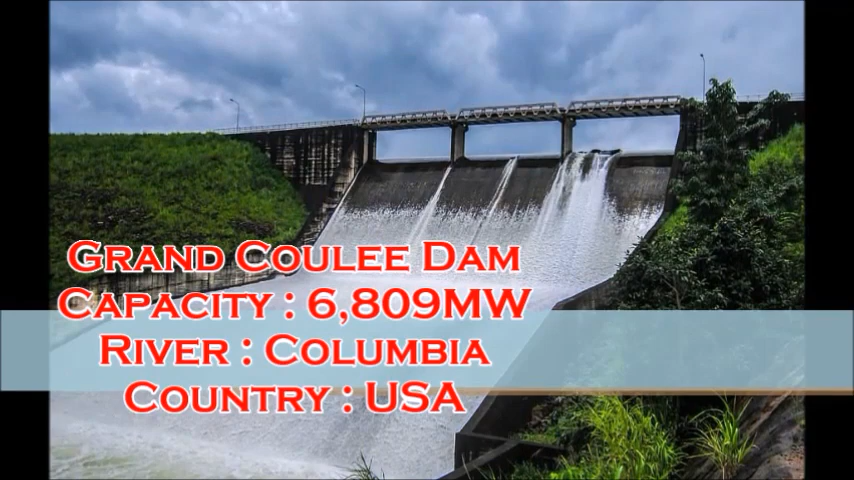 Grand Coulee Dam
Capacity : 6,809MW
River : Columbia
Country : USA